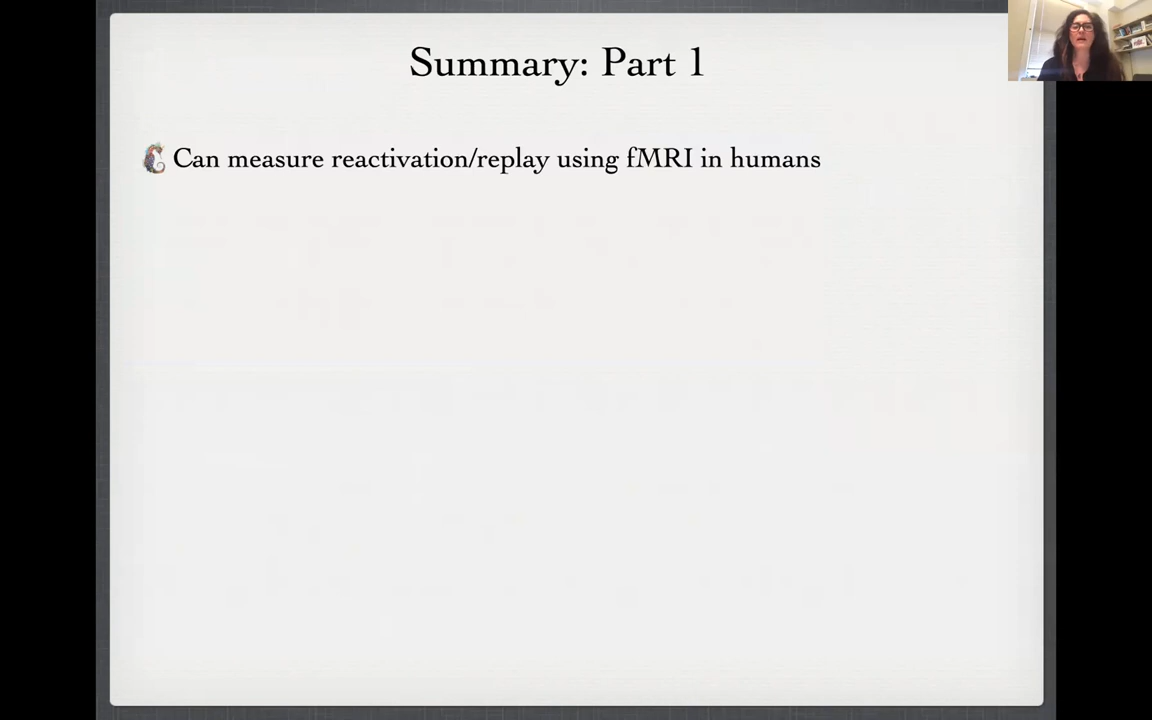 Summary: Part 1
Can measure reactivation/replay using fMRI in humans